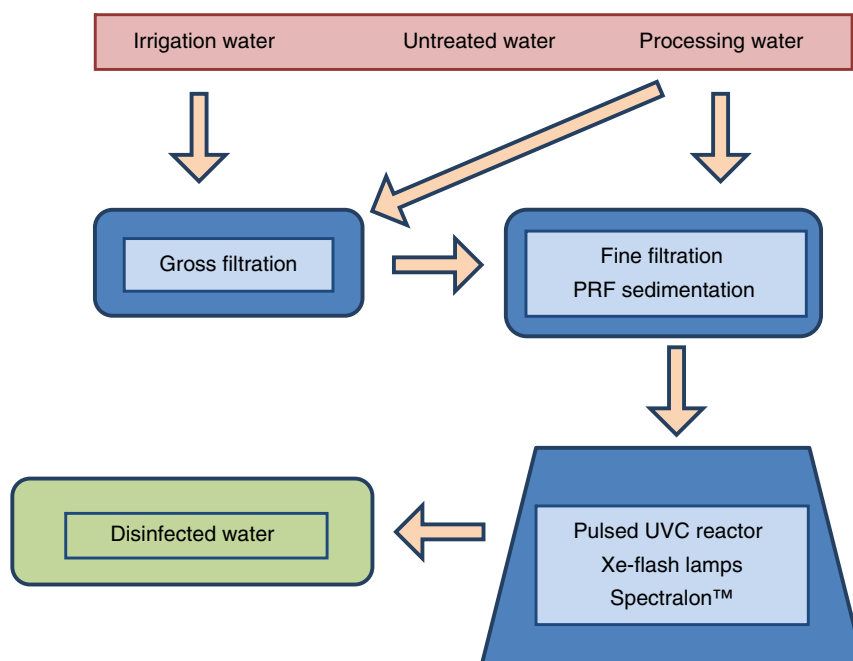 Irrigation water Untreated water Processing water
Gross filtration
Fine filtration
PRF sedimentation
Disinfected water
Pulsed UVC reactor
Xe-flash lamps
Spectralon™